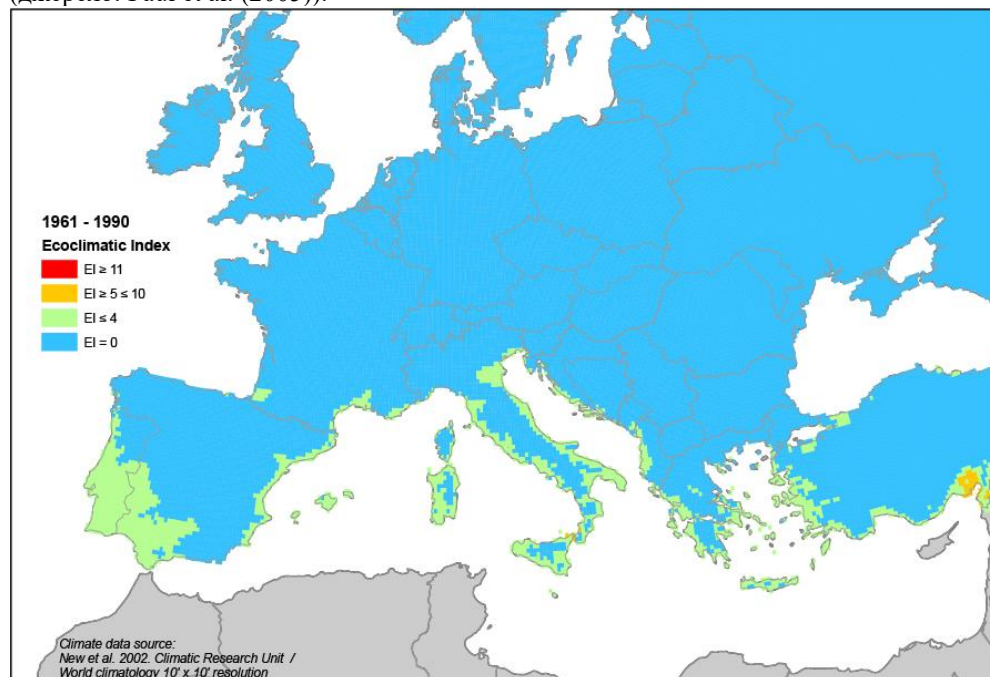 1961 - 1990
Ecoclimatic Index
EI ≥ 11
EI ≥ 5 ≤ 10
EI ≤ 4
EI = 0
Climate data source:
New et al. 2002. Climatic Research Unit /
World climatology 10' x 10' resolution